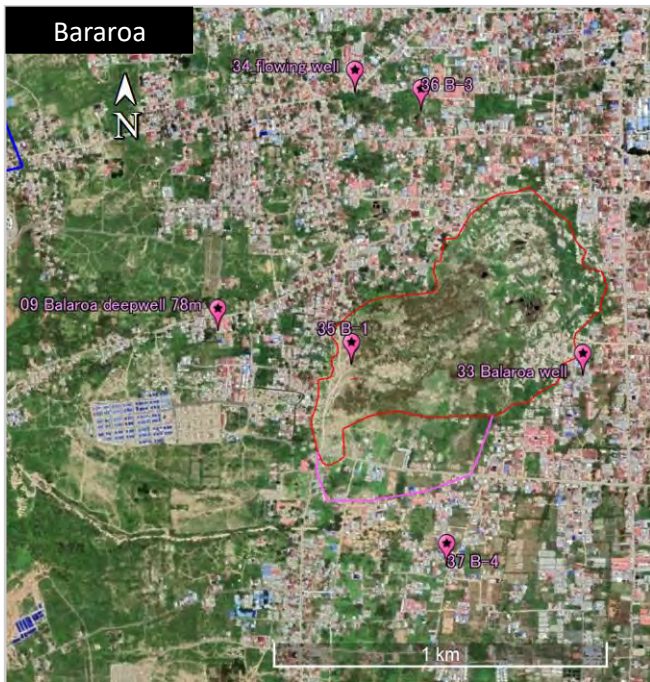 Bararoa
34 flowing well
36 B-3
N
09 Balaroa deepwell 78m
35 B-1
33 Balaroa well
37 B-4
1 km